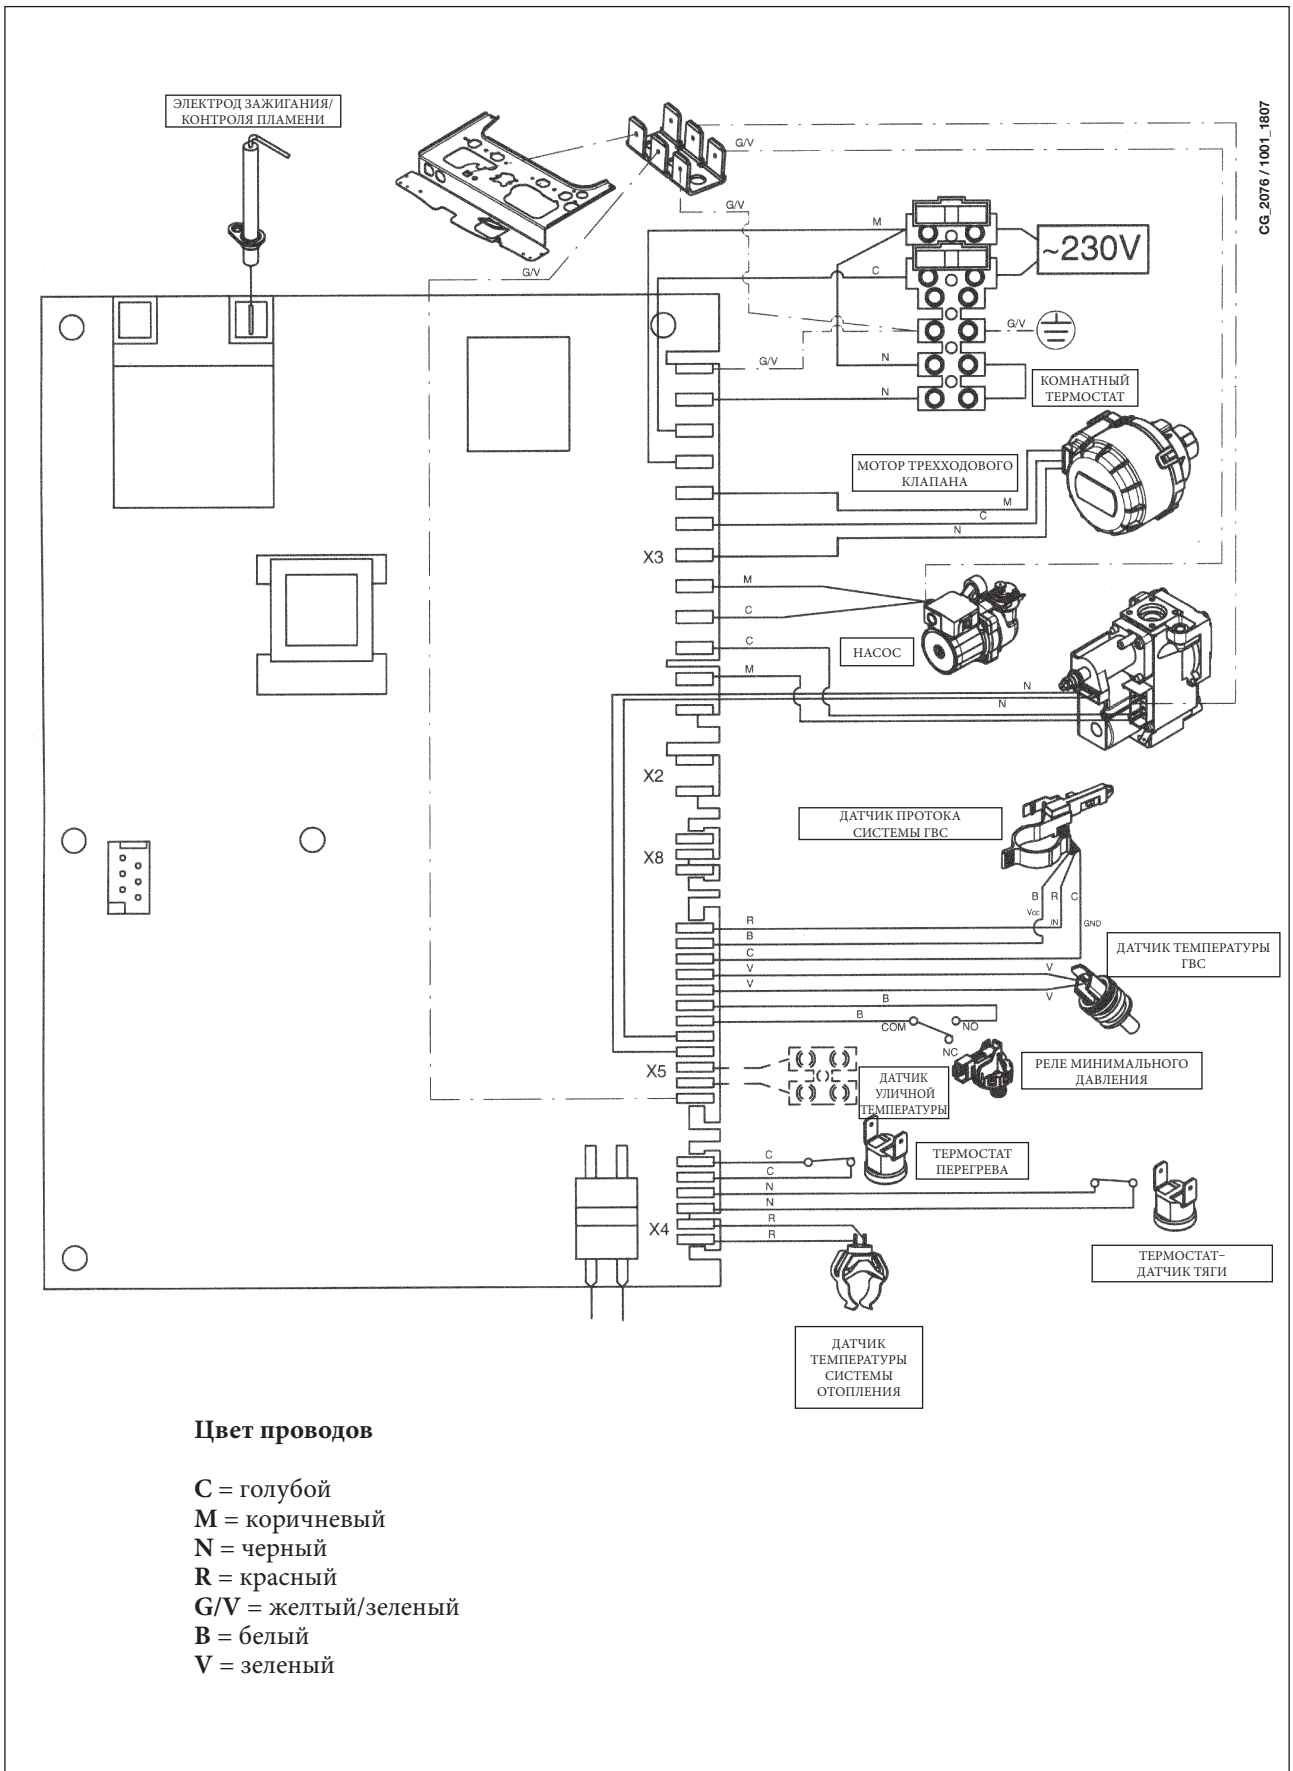 ЭЛЕКТРОД ЗАЖИГАНИЯ/
КОНТРОЛЯ ПЛАМЕНИ
CG_2076 / 1001_1807
G/V
G/V
G/V
M
~230V
C
G/V
G/V
N
N
КОМНАТНЫЙ
ТЕРМОСТАТ
МОТОР ТРЕХХОДОВОГО
КЛАПАНА
M
C
N
X3
M
C
C
M
НАСОС
N
N
X2
X8
ДАТЧИК ПРОТОКА
СИСТЕМЫ ГВС
B
R
C
Vcc
IN
GND
R
B
C
V
V
V
V
ДАТЧИК ТЕМПЕРАТУРЫ
ГВС
B
B
COM
NO
NC
РЕЛЕ МИНИМАЛЬНОГО
ДАВЛЕНИЯ
X5
ДАТЧИК
УЛИЧНОЙ
ТЕМПЕРАТУРЫ
C
C
N
N
R
R
X4
ТЕРМОСТАТ
ПЕРЕГРЕВА
ТЕРМОСТАТ–
ДАТЧИК ТЯГИ
ДАТЧИК
ТЕМПЕРАТУРЫ
СИСТЕМЫ
ОТОПЛЕНИЯ
Цвет проводов
C = голубой
M = коричневый
N = черный
R = красный
G/V = желтый/зеленый
B = белый
V = зеленый